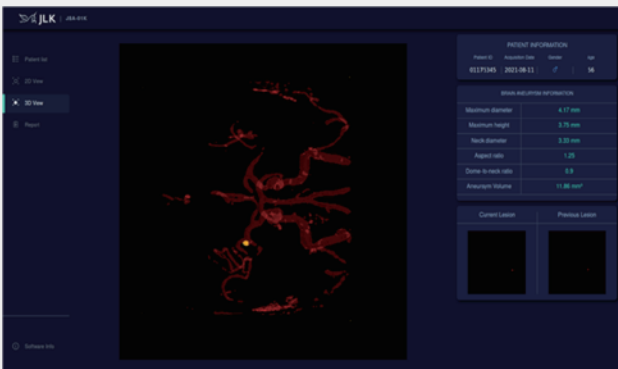 JLK | JBA-01K
Patient list
2D View
3D View
Report
Software Info
PATIENT INFORMATION
Patient ID Acquisition Date Gender Age
01171345 2021-08-11 ♂ 56
BRAIN ANEURYSM INFORMATION
Maximum diameter 4.17 mm
Maximum height 3.75 mm
Neck diameter 3.33 mm
Aspect ratio 1.25
Dome-to-neck ratio 0.9
Aneurysm Volume 11.86 mm³
Current Lesion Previous Lesion